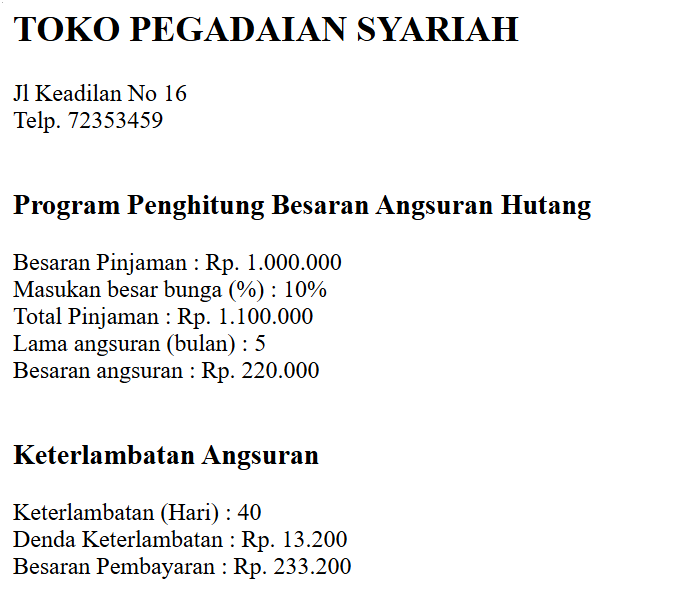 TOKO PEGADAIAN SYARIAH
Jl Keadilan No 16
Telp. 72353459
Program Penghitung Besaran Angsuran Hutang
Besaran Pinjaman : Rp. 1.000.000
Masukan besar bunga (%) : 10%
Total Pinjaman : Rp. 1.100.000
Lama angsuran (bulan) : 5
Besaran angsuran : Rp. 220.000
Keterlambatan Angsuran
Keterlambatan (Hari) : 40
Denda Keterlambatan : Rp. 13.200
Besaran Pembayaran : Rp. 233.200